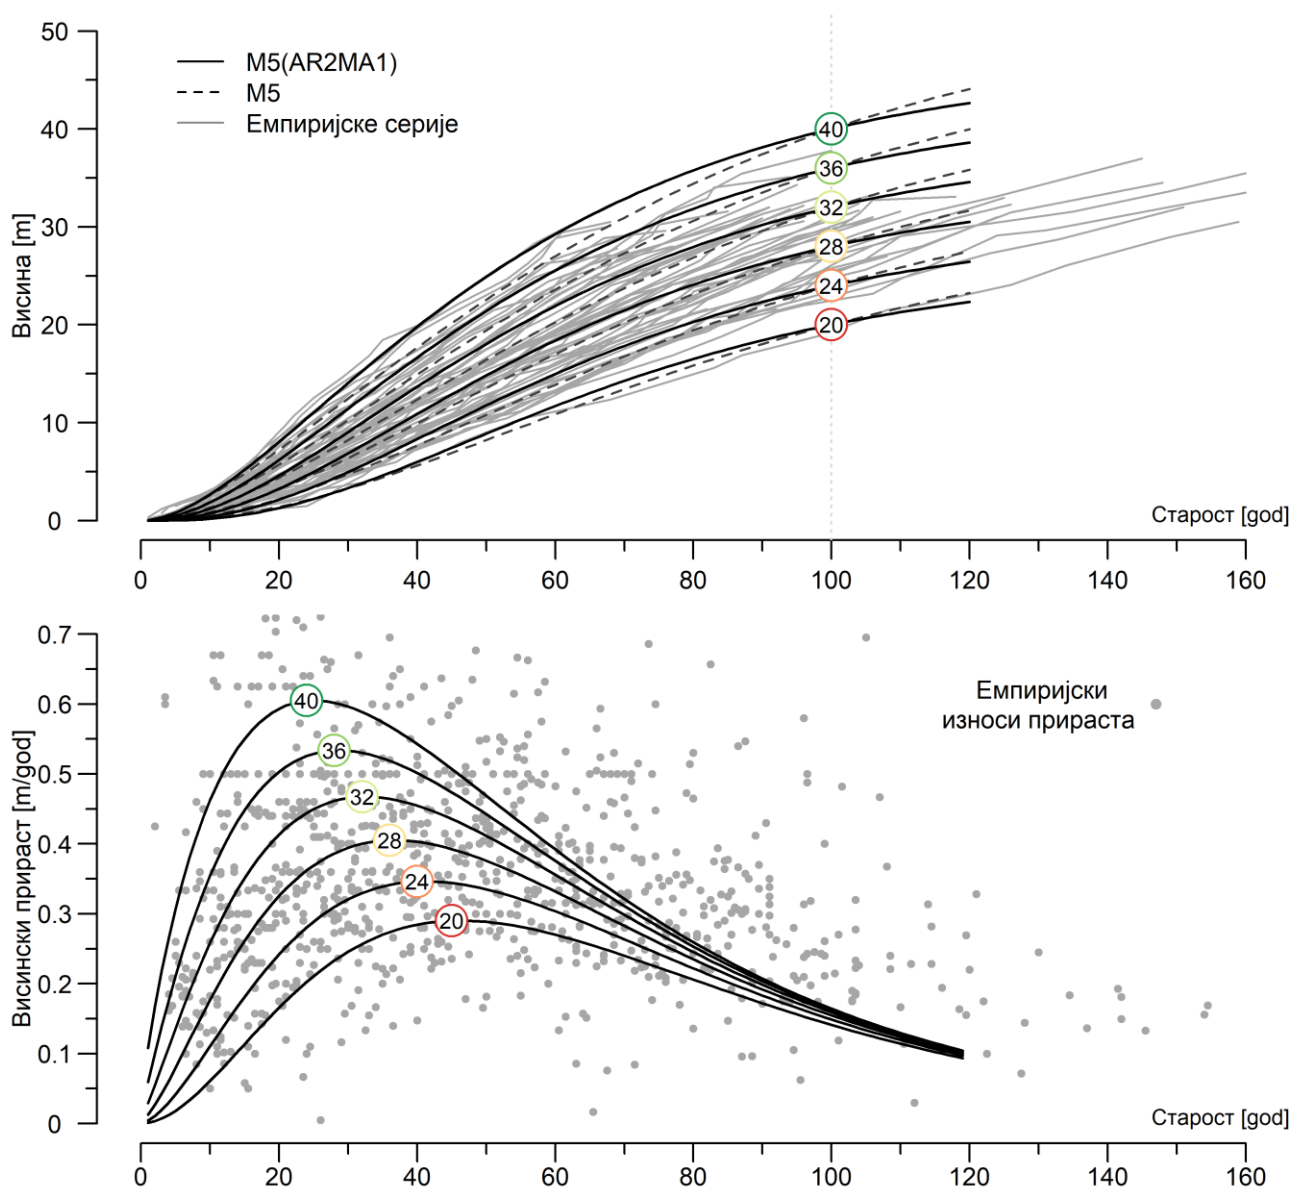 50
M5(AR2MA1)
M5
Емпиријске серије
40
30
20
10
0
Висина [m]
40
36
32
28
24
20
Старост [god]
0 20 40 60 80 100 120 140 160
0.7
0.6
0.5
0.4
0.3
0.2
0.1
0
Висински прираст [m/god]
Емпиријски
износи прираста
40
36
32
28
24
20
Старост [god]
0 20 40 60 80 100 120 140 160